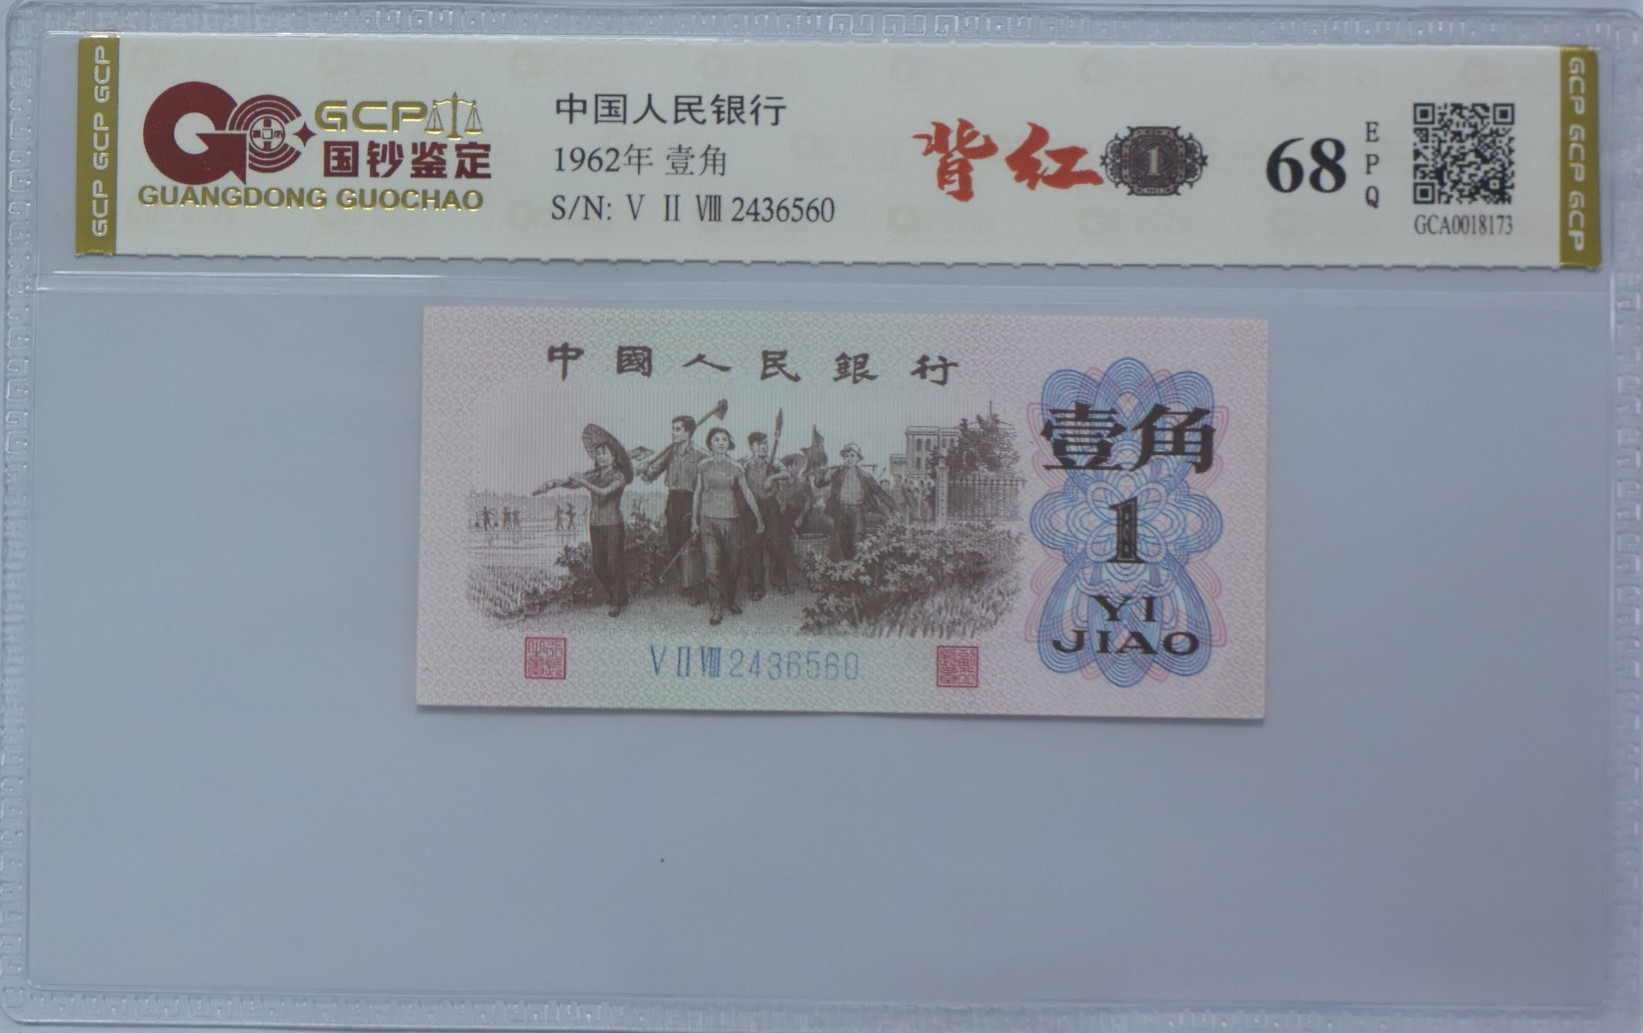 GCP GCP GCP
GCP
国钞鉴定
GUANGDONG GUOCHAO
中国人民银行
1962年 壹角
S/N: Ⅴ Ⅱ Ⅷ 2436560
背红
1
68
EPQ
GCA0018173
GCP GCP GCP
中國人民銀行
壹角
1
YI
JIAO
Ⅴ Ⅱ Ⅷ 2436560